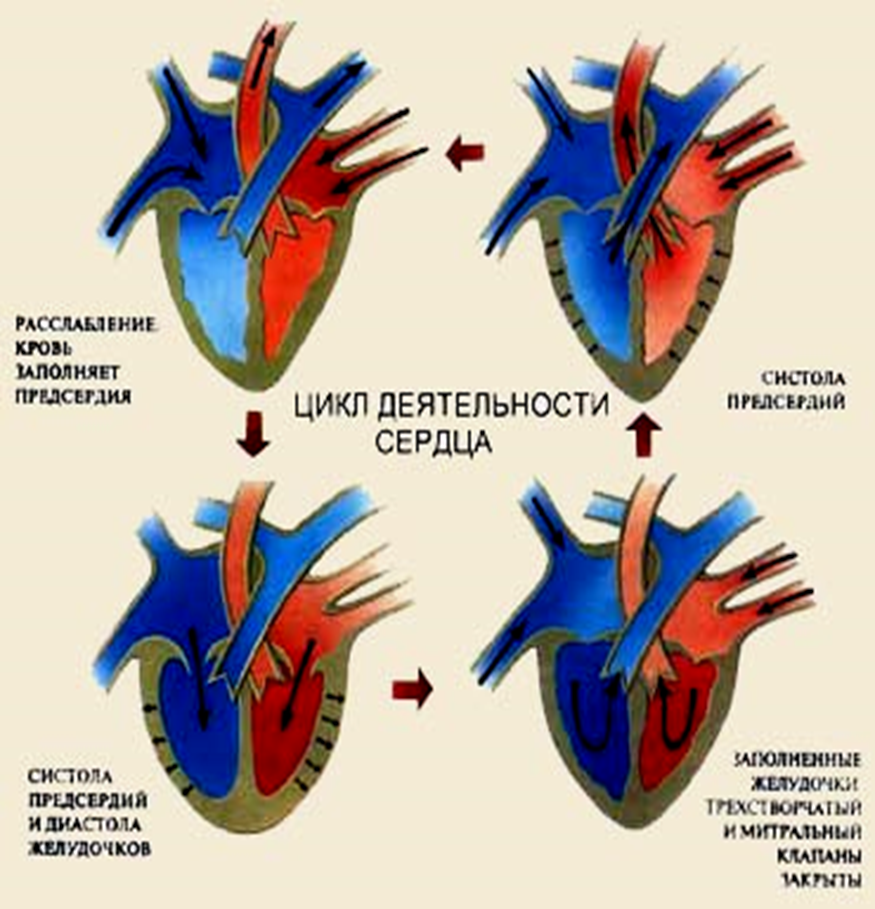 РАССЛАБЛЕНИЕ.
КРОВЬ
ЗАПОЛНЯЕТ
ПРЕДСЕРДИЯ
СИСТОЛА
ПРЕДСЕРДИЙ
ЦИКЛ ДЕЯТЕЛЬНОСТИ
СЕРДЦА
СИСТОЛА
ПРЕДСЕРДИЙ
И ДИАСТОЛА
ЖЕЛУДОЧКОВ
ЗАПОЛНЕННЫЕ
ЖЕЛУДОЧКИ
ТРЕХСТВОРЧАТЫЙ
И МИТРАЛЬНЫЙ
КЛАПАНЫ
ЗАКРЫТЫ